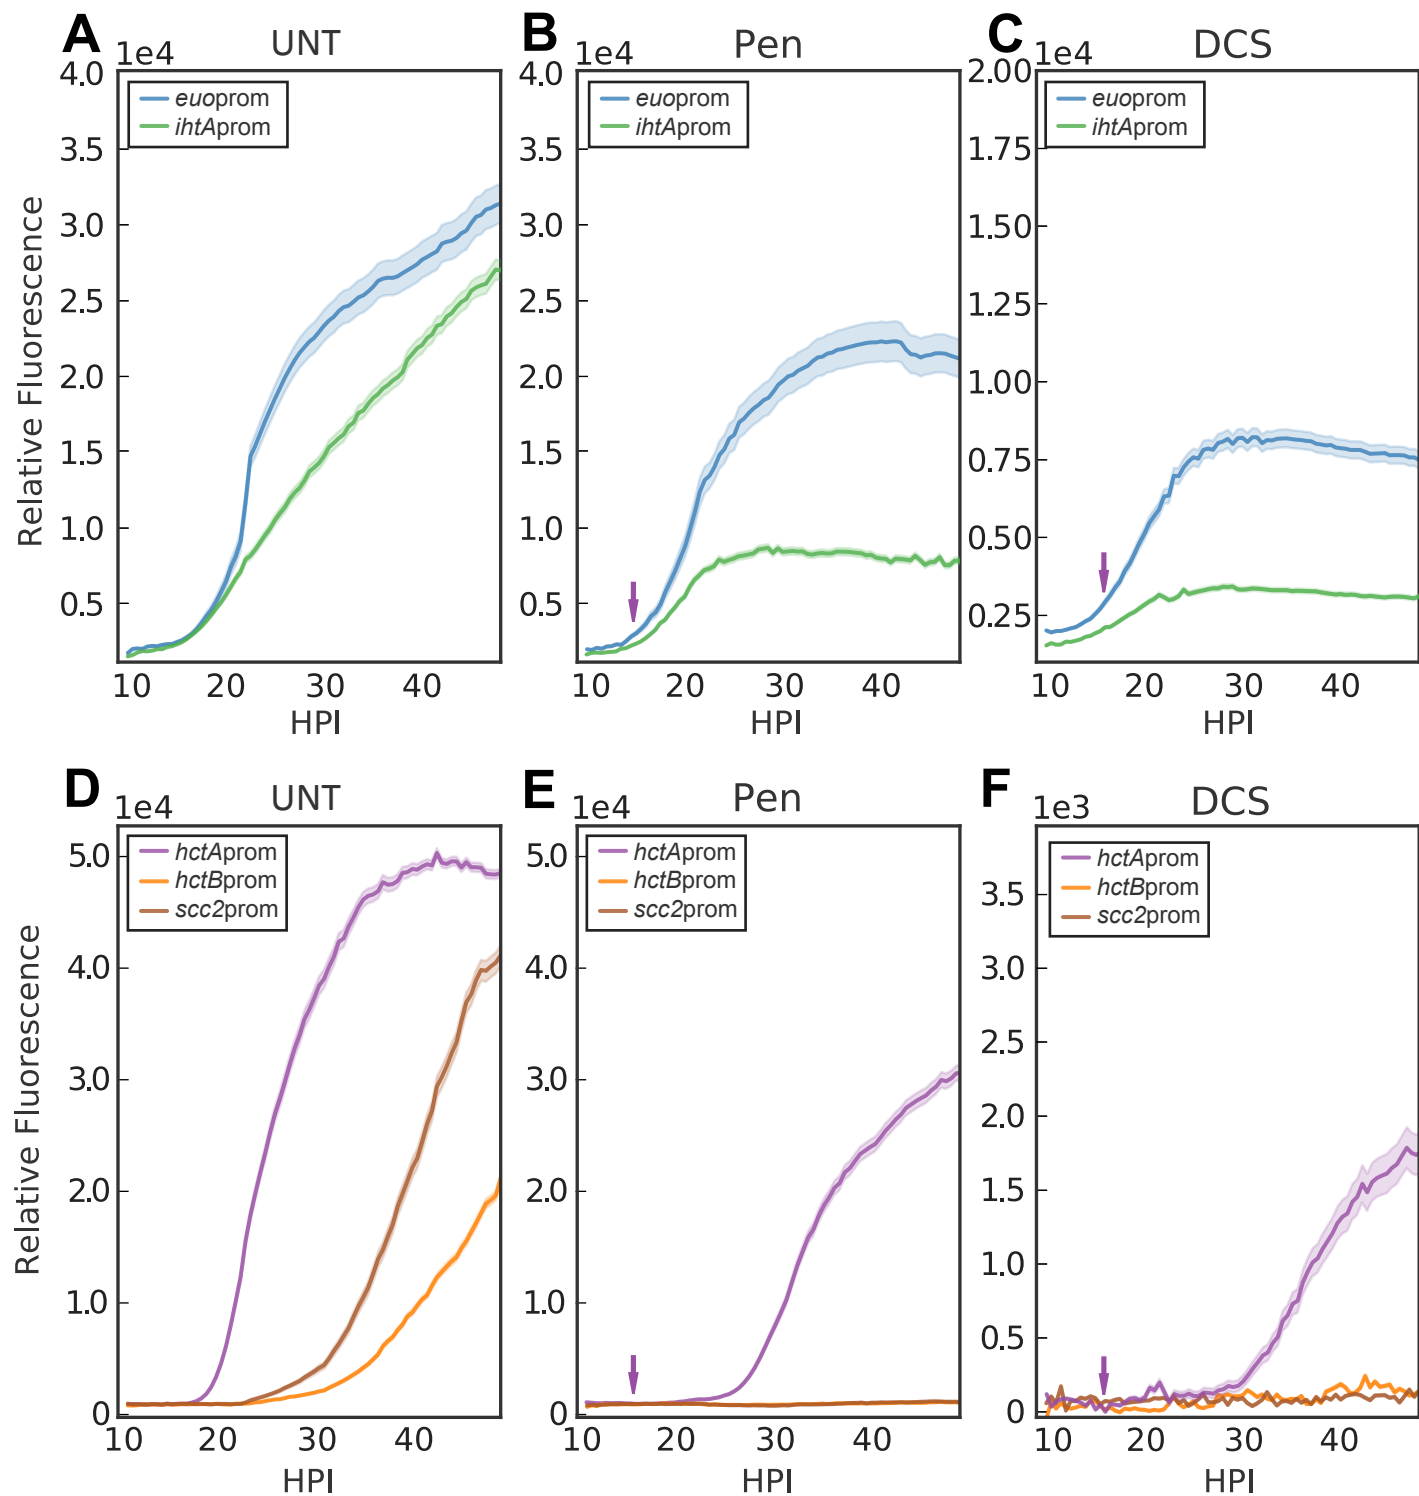 A
UNT
1e4
4.0
3.5
3.0
2.5
2.0
1.5
1.0
0.5
euoprom
ihtAprom
Relative Fluorescence
10 20 30 40
HPI
B
Pen
1e4
4.0
3.5
3.0
2.5
2.0
1.5
1.0
0.5
euoprom
ihtAprom
10 20 30 40
HPI
C
DCS
1e4
2.00
1.75
1.50
1.25
1.00
0.75
0.50
0.25
euoprom
ihtAprom
10 20 30 40
HPI
D
UNT
1e4
5.0
4.0
3.0
2.0
1.0
0
hctAprom
hctBprom
scc2prom
Relative Fluorescence
10 20 30 40
HPI
E
Pen
1e4
5.0
4.0
3.0
2.0
1.0
0
hctAprom
hctBprom
scc2prom
10 20 30 40
HPI
F
DCS
1e3
3.5
3.0
2.5
2.0
1.5
1.0
0.5
0
hctAprom
hctBprom
scc2prom
10 20 30 40
HPI